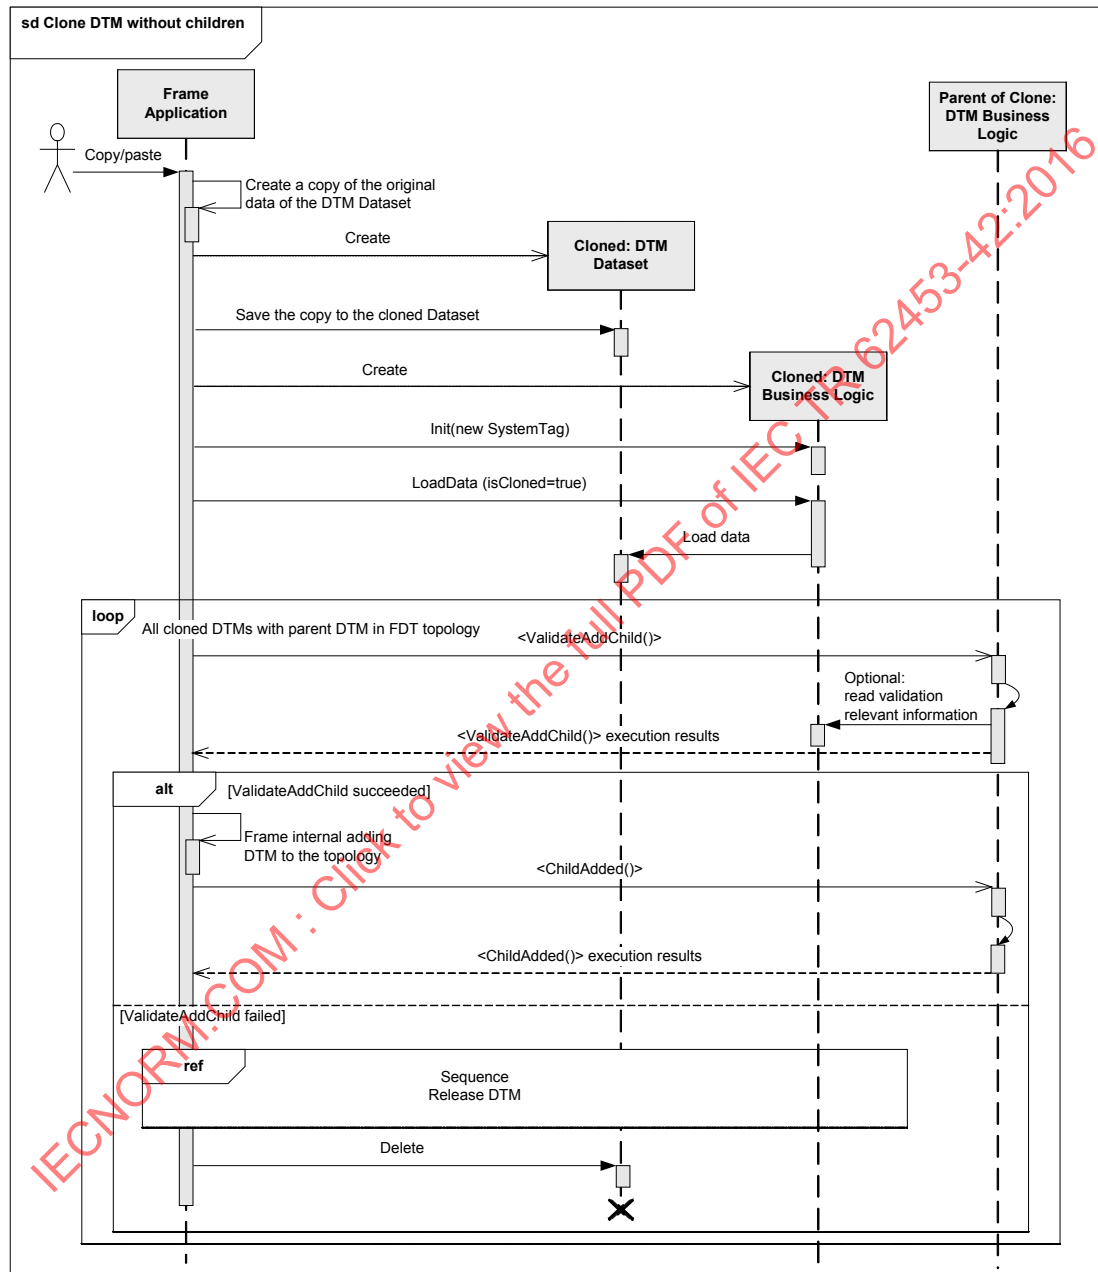 sd Clone DTM without children
Frame
Application
Parent of Clone:
DTM Business
Logic
Copy/paste
Create a copy of the original
data of the DTM Dataset
Create
Cloned: DTM
Dataset
Save the copy to the cloned Dataset
Create
Cloned: DTM
Business Logic
Init(new SystemTag)
LoadData (isCloned=true)
Load data
loop
All cloned DTMs with parent DTM in FDT topology
<ValidateAddChild()>
Optional:
read validation
relevant information
<ValidateAddChild()> execution results
alt
[ValidateAddChild succeeded]
Frame internal adding
DTM to the topology
<ChildAdded()>
<ChildAdded()> execution results
[ValidateAddChild failed]
ref
Sequence
Release DTM
Delete
IECNORM.COM : Click to view the full PDF of IEC TR 62453-42:2016